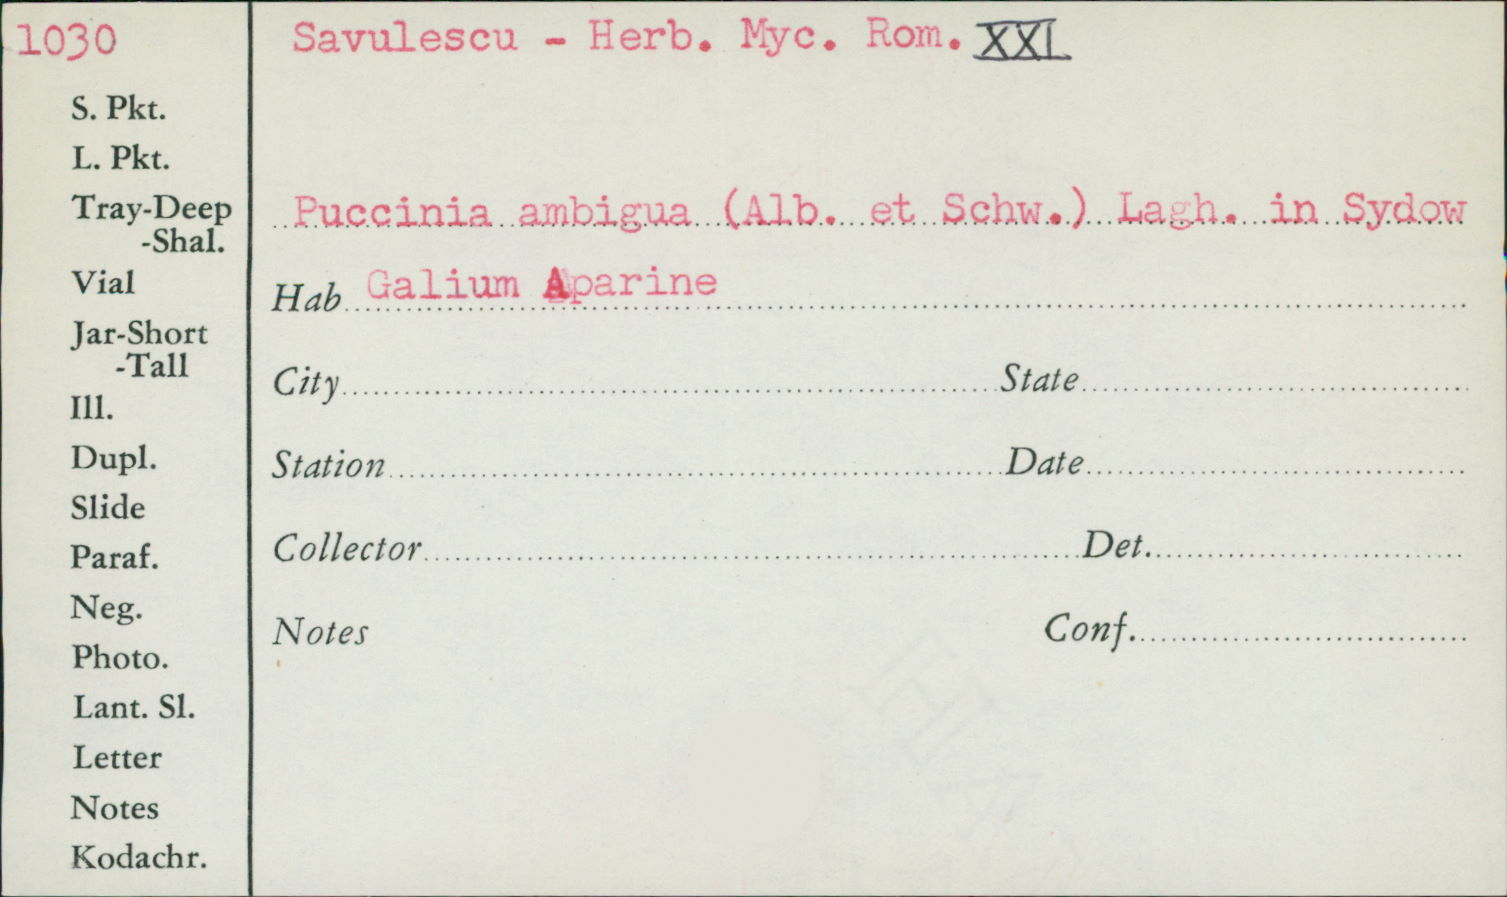 1030
Savulescu - Herb. Myc. Rom. XXI
S. Pkt.
L. Pkt.
Tray-Deep
-Shal.
Vial
Jar-Short
-Tall
Ill.
Dupl.
Slide
Paraf.
Neg.
Photo.
Lant. Sl.
Letter
Notes
Kodachr.
Puccinia ambigua (Alb. et Schw.) Lagh. in Sydow
Hab Galium Aparine
City State
Station Date
Collector Det.
Notes Conf.